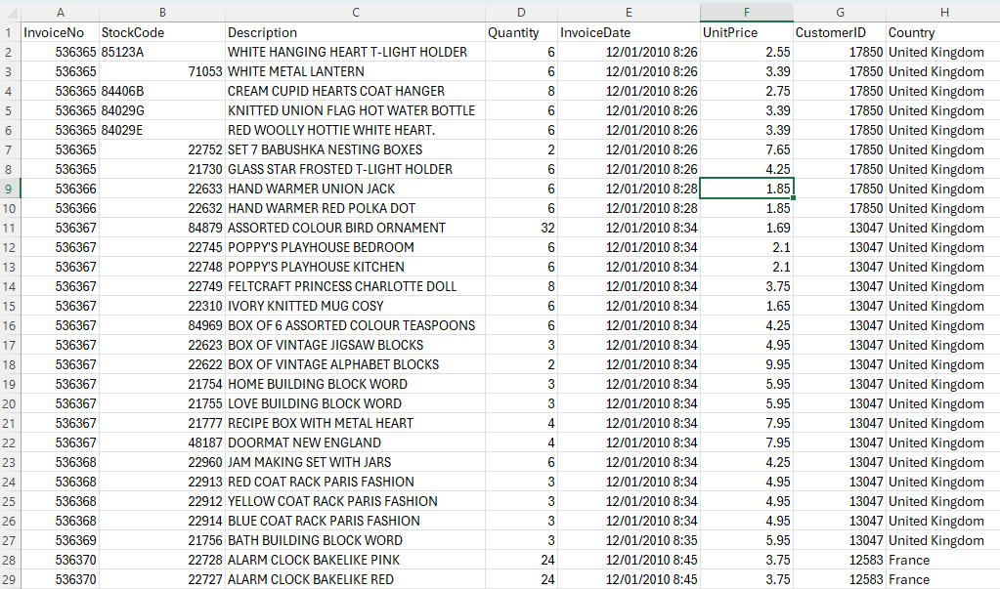 A B C D E F G H
1 InvoiceNo StockCode Description Quantity InvoiceDate UnitPrice CustomerID Country
2 536365 85123A WHITE HANGING HEART T-LIGHT HOLDER 6 12/01/2010 8:26 2.55 17850 United Kingdom
3 536365 71053 WHITE METAL LANTERN 6 12/01/2010 8:26 3.39 17850 United Kingdom
4 536365 84406B CREAM CUPID HEARTS COAT HANGER 8 12/01/2010 8:26 2.75 17850 United Kingdom
5 536365 84029G KNITTED UNION FLAG HOT WATER BOTTLE 6 12/01/2010 8:26 3.39 17850 United Kingdom
6 536365 84029E RED WOOLLY HOTTIE WHITE HEART. 6 12/01/2010 8:26 3.39 17850 United Kingdom
7 536365 22752 SET 7 BABUSHKA NESTING BOXES 2 12/01/2010 8:26 7.65 17850 United Kingdom
8 536365 21730 GLASS STAR FROSTED T-LIGHT HOLDER 6 12/01/2010 8:26 4.25 17850 United Kingdom
9 536366 22633 HAND WARMER UNION JACK 6 12/01/2010 8:28 1.85 17850 United Kingdom
10 536366 22632 HAND WARMER RED POLKA DOT 6 12/01/2010 8:28 1.85 17850 United Kingdom
11 536367 84879 ASSORTED COLOUR BIRD ORNAMENT 32 12/01/2010 8:34 1.69 13047 United Kingdom
12 536367 22745 POPPY'S PLAYHOUSE BEDROOM 6 12/01/2010 8:34 2.1 13047 United Kingdom
13 536367 22748 POPPY'S PLAYHOUSE KITCHEN 6 12/01/2010 8:34 2.1 13047 United Kingdom
14 536367 22749 FELTCRAFT PRINCESS CHARLOTTE DOLL 8 12/01/2010 8:34 3.75 13047 United Kingdom
15 536367 22310 IVORY KNITTED MUG COSY 6 12/01/2010 8:34 1.65 13047 United Kingdom
16 536367 84969 BOX OF 6 ASSORTED COLOUR TEASPOONS 6 12/01/2010 8:34 4.25 13047 United Kingdom
17 536367 22623 BOX OF VINTAGE JIGSAW BLOCKS 3 12/01/2010 8:34 4.95 13047 United Kingdom
18 536367 22622 BOX OF VINTAGE ALPHABET BLOCKS 2 12/01/2010 8:34 9.95 13047 United Kingdom
19 536367 21754 HOME BUILDING BLOCK WORD 3 12/01/2010 8:34 5.95 13047 United Kingdom
20 536367 21755 LOVE BUILDING BLOCK WORD 3 12/01/2010 8:34 5.95 13047 United Kingdom
21 536367 21777 RECIPE BOX WITH METAL HEART 4 12/01/2010 8:34 7.95 13047 United Kingdom
22 536367 48187 DOORMAT NEW ENGLAND 4 12/01/2010 8:34 7.95 13047 United Kingdom
23 536368 22960 JAM MAKING SET WITH JARS 6 12/01/2010 8:34 4.25 13047 United Kingdom
24 536368 22913 RED COAT RACK PARIS FASHION 3 12/01/2010 8:34 4.95 13047 United Kingdom
25 536368 22912 YELLOW COAT RACK PARIS FASHION 3 12/01/2010 8:34 4.95 13047 United Kingdom
26 536368 22914 BLUE COAT RACK PARIS FASHION 3 12/01/2010 8:34 4.95 13047 United Kingdom
27 536369 21756 BATH BUILDING BLOCK WORD 3 12/01/2010 8:35 5.95 13047 United Kingdom
28 536370 22728 ALARM CLOCK BAKELIKE PINK 24 12/01/2010 8:45 3.75 12583 France
29 536370 22727 ALARM CLOCK BAKELIKE RED 24 12/01/2010 8:45 3.75 12583 France